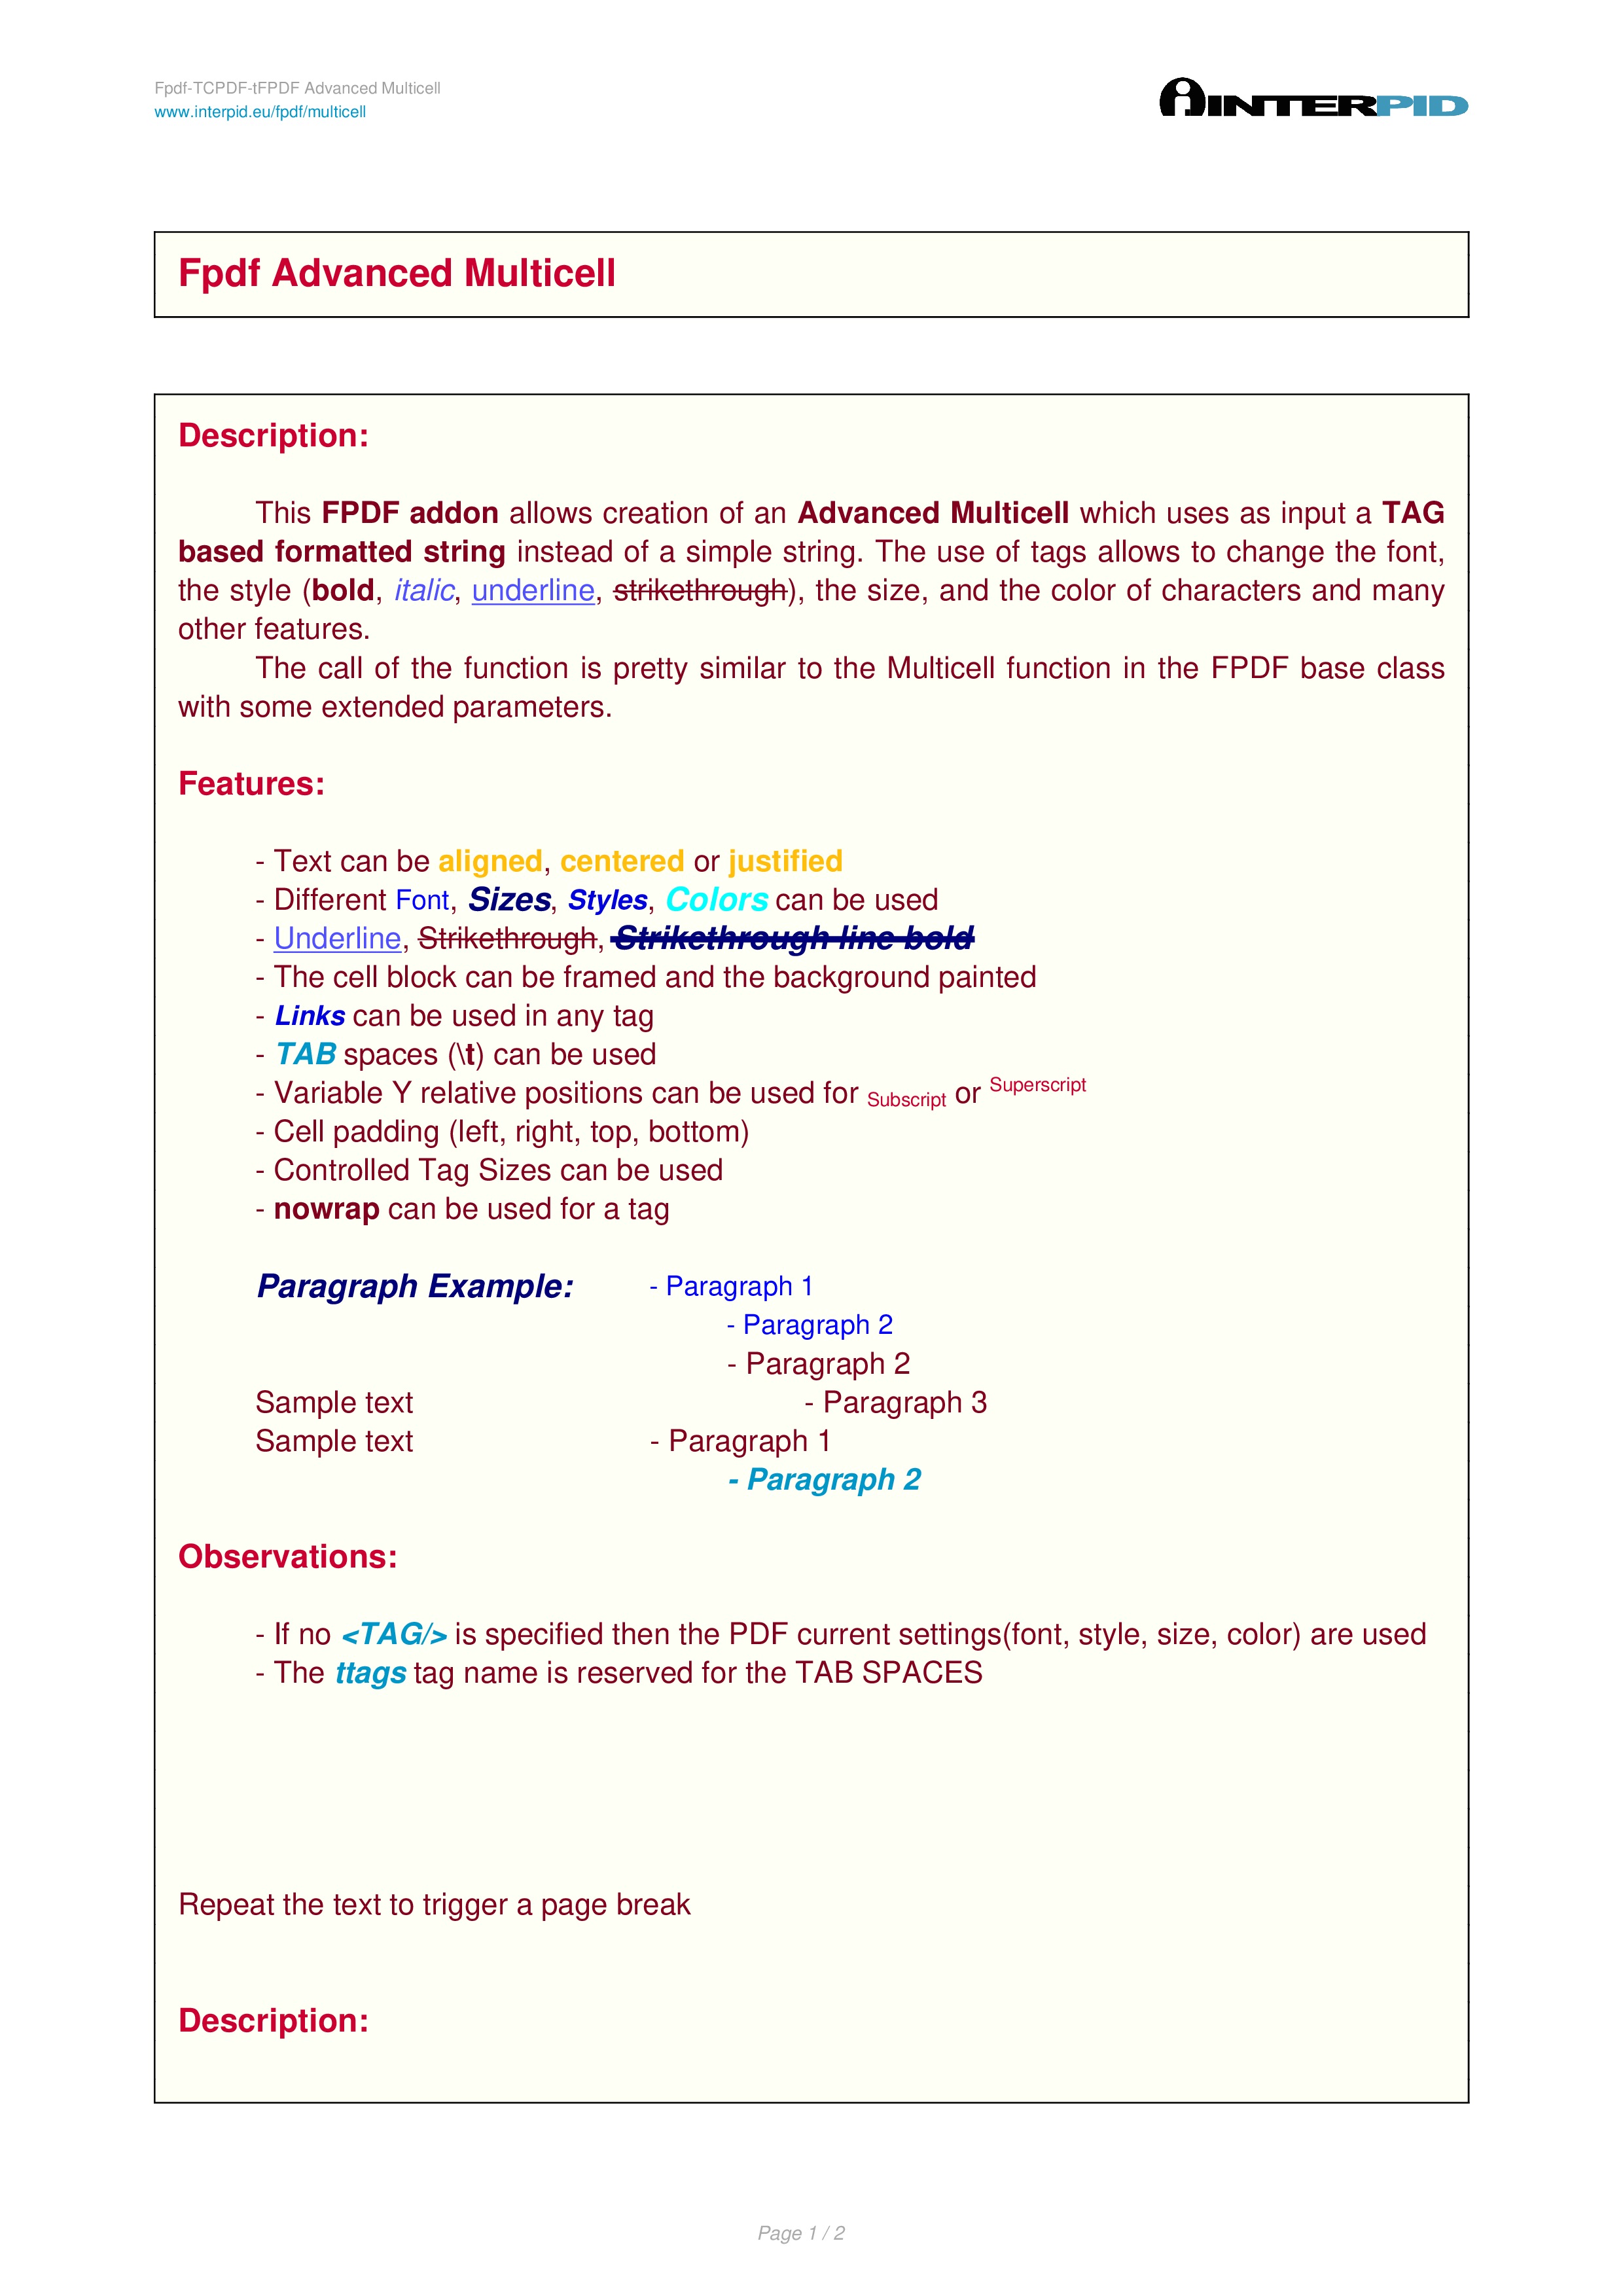 Fpdf-TCPDF-tFPDF Advanced Multicell
www.interpid.eu/fpdf/multicell
INTERPID
Fpdf Advanced Multicell
Description:
This FPDF addon allows creation of an Advanced Multicell which uses as input a TAG
based formatted string instead of a simple string. The use of tags allows to change the font,
the style (bold, italic, underline, strikethrough), the size, and the color of characters and many
other features.
The call of the function is pretty similar to the Multicell function in the FPDF base class
with some extended parameters.
Features:
- Text can be aligned, centered or justified
- Different Font, Sizes, Styles, Colors can be used
- Underline, Strikethrough, Strikethrough line bold
- The cell block can be framed and the background painted
- Links can be used in any tag
- TAB spaces (\t) can be used
- Variable Y relative positions can be used for Subscript or Superscript
- Cell padding (left, right, top, bottom)
- Controlled Tag Sizes can be used
- nowrap can be used for a tag
Paragraph Example: - Paragraph 1
- Paragraph 2
- Paragraph 2
Sample text - Paragraph 3
Sample text - Paragraph 1
- Paragraph 2
Observations:
- If no <TAG/> is specified then the PDF current settings(font, style, size, color) are used
- The ttags tag name is reserved for the TAB SPACES
Repeat the text to trigger a page break
Description:
Page 1 / 2